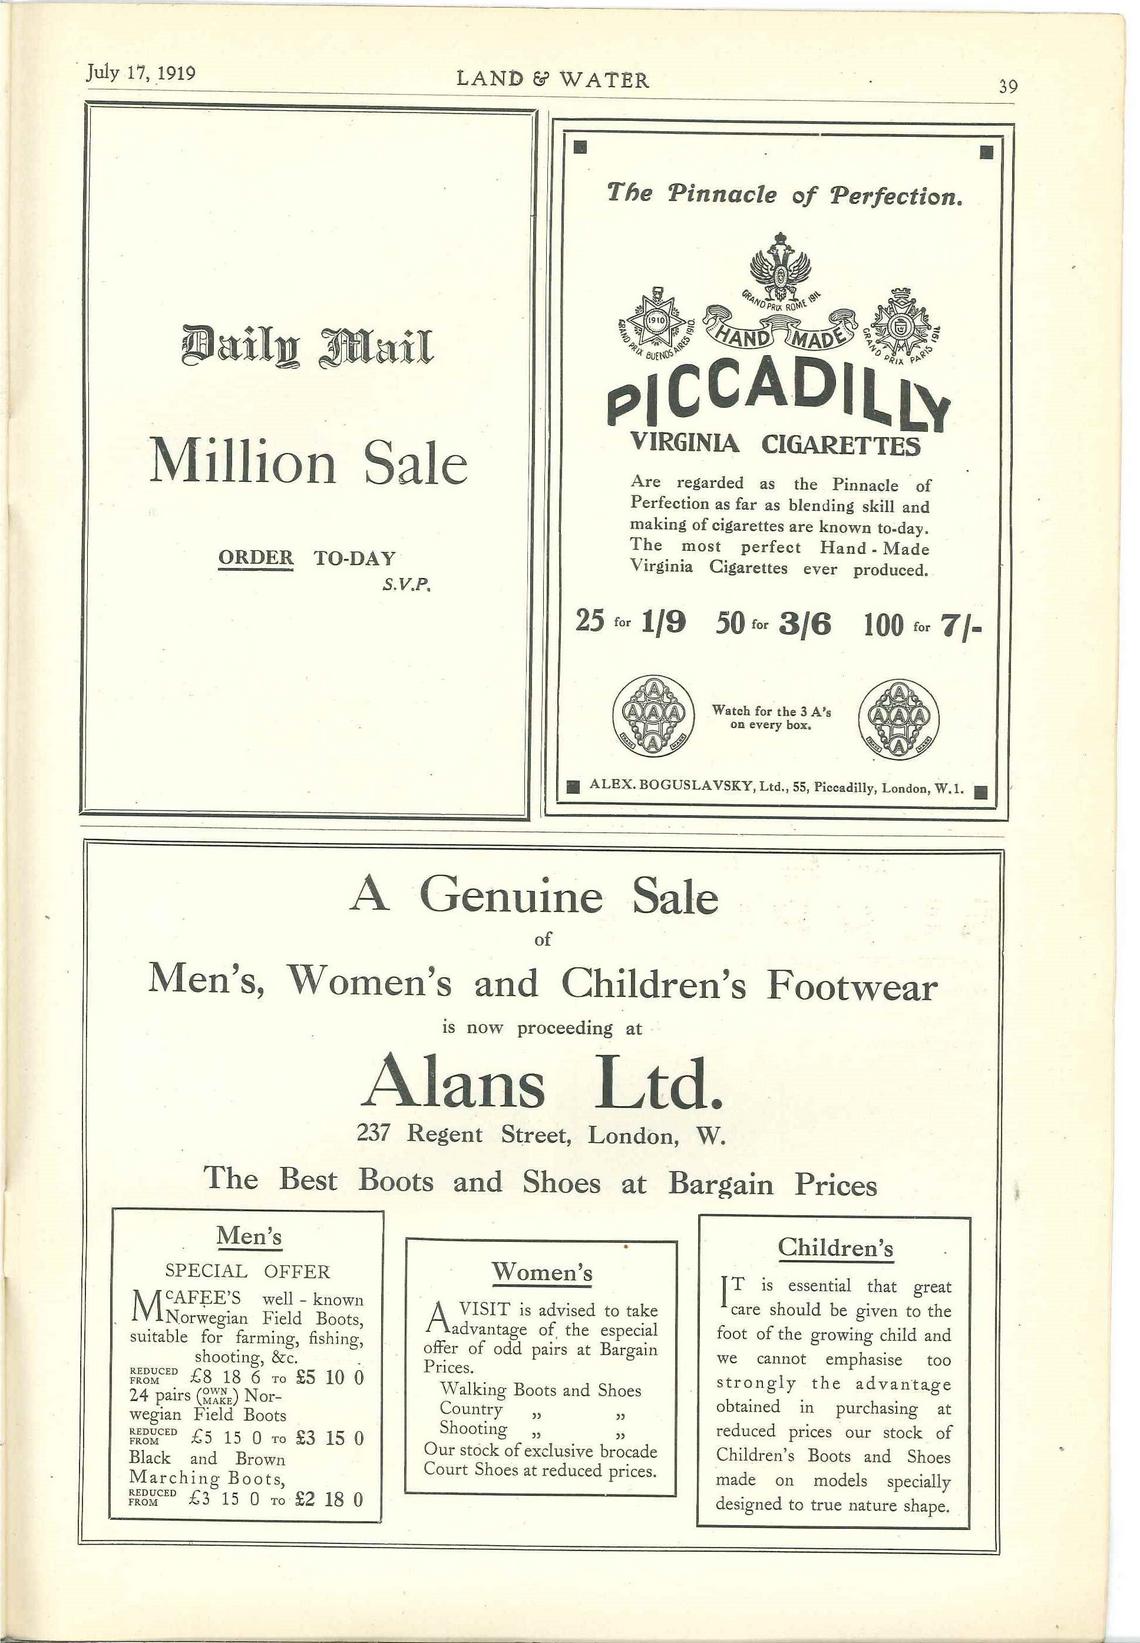 July 17, 1919
LAND & WATER
39
Daily Mail
Million Sale
ORDER TO-DAY
S.V.P.
The Pinnacle of Perfection.
GRAND PRIX ROME 1911.
1910
GRAND PRIX BUENOS AIRES 1910.
HAND MADE
GRAND PRIX PARIS 1914
PICCADILLY
VIRGINIA CIGARETTES
Are regarded as the Pinnacle of
Perfection as far as blending skill and
making of cigarettes are known to-day.
The most perfect Hand-Made
Virginia Cigarettes ever produced.
25 for 1/9 50 for 3/6 100 for 7/-
A
A A A
A
TRADE MARK
Watch for the 3 A's
on every box.
A
A A A
A
TRADE MARK
ALEX. BOGUSLAVSKY, Ltd., 55, Piccadilly, London, W.1.
A Genuine Sale
of
Men's, Women's and Children's Footwear
is now proceeding at
Alans Ltd.
237 Regent Street, London, W.
The Best Boots and Shoes at Bargain Prices
Men's
SPECIAL OFFER
McAFEE'S well-known
Norwegian Field Boots,
suitable for farming, fishing,
shooting, &c.
REDUCED FROM £8 18 6 TO £5 10 0
24 pairs (OWN MAKE) Nor-
wegian Field Boots
REDUCED FROM £5 15 0 TO £3 15 0
Black and Brown
Marching Boots,
REDUCED FROM £3 15 0 TO £2 18 0
Women's
A VISIT is advised to take
advantage of the especial
offer of odd pairs at Bargain
Prices.
Walking Boots and Shoes
Country ,, ,,
Shooting ,, ,,
Our stock of exclusive brocade
Court Shoes at reduced prices.
Children's
IT is essential that great
care should be given to the
foot of the growing child and
we cannot emphasise too
strongly the advantage
obtained in purchasing at
reduced prices our stock of
Children's Boots and Shoes
made on models specially
designed to true nature shape.